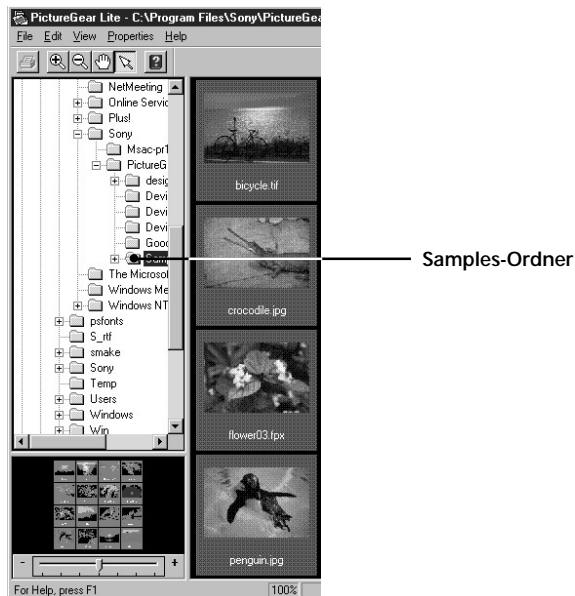 PictureGear Lite - C:\Program Files\Sony\PictureGea
File Edit View Properties Help
NetMeeting
Online Servic
Plus!
Sony
Msac-pr1
PictureG
desig
Devi
Devi
Devi
Good
Sam
The Microsof
Windows Me
Windows NT
psfonts
S_rtf
smake
Sony
Temp
Users
Windows
Win
bicycle.tif
crocodile.jpg
flower03.fpx
penguin.jpg
Samples-Ordner
- +
For Help, press F1 100%